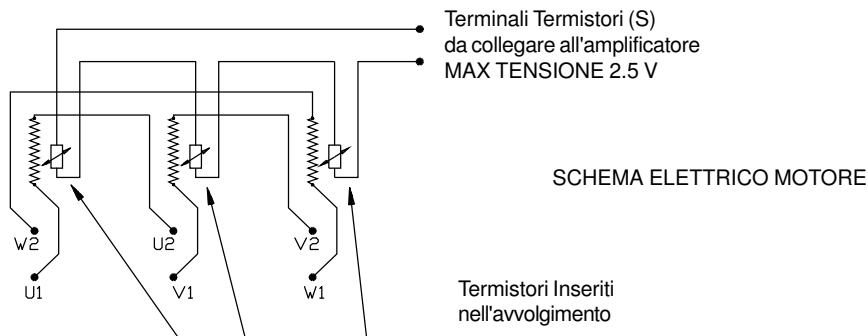 Terminali Termistori (S)
da collegare all'amplificatore
MAX TENSIONE 2.5 V
SCHEMA ELETTRICO MOTORE
W2
U2
V2
U1
V1
W1
Termistori Inseriti
nell'avvolgimento